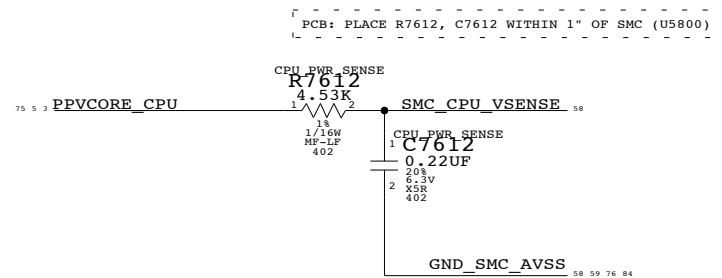 PCB: PLACE R7612, C7612 WITHIN 1" OF SMC (U5800)
CPU_PWR_SENSE
R7612
4.53K
75 5 3 PPVCORE_CPU
1 2
SMC_CPU_VSENSE 58
1%
1/16W
MF-LF
402
CPU_PWR_SENSE
1 C7612
0.22UF
20%
6.3V
X5R
402
2
GND_SMC_AVSS 58 59 76 84